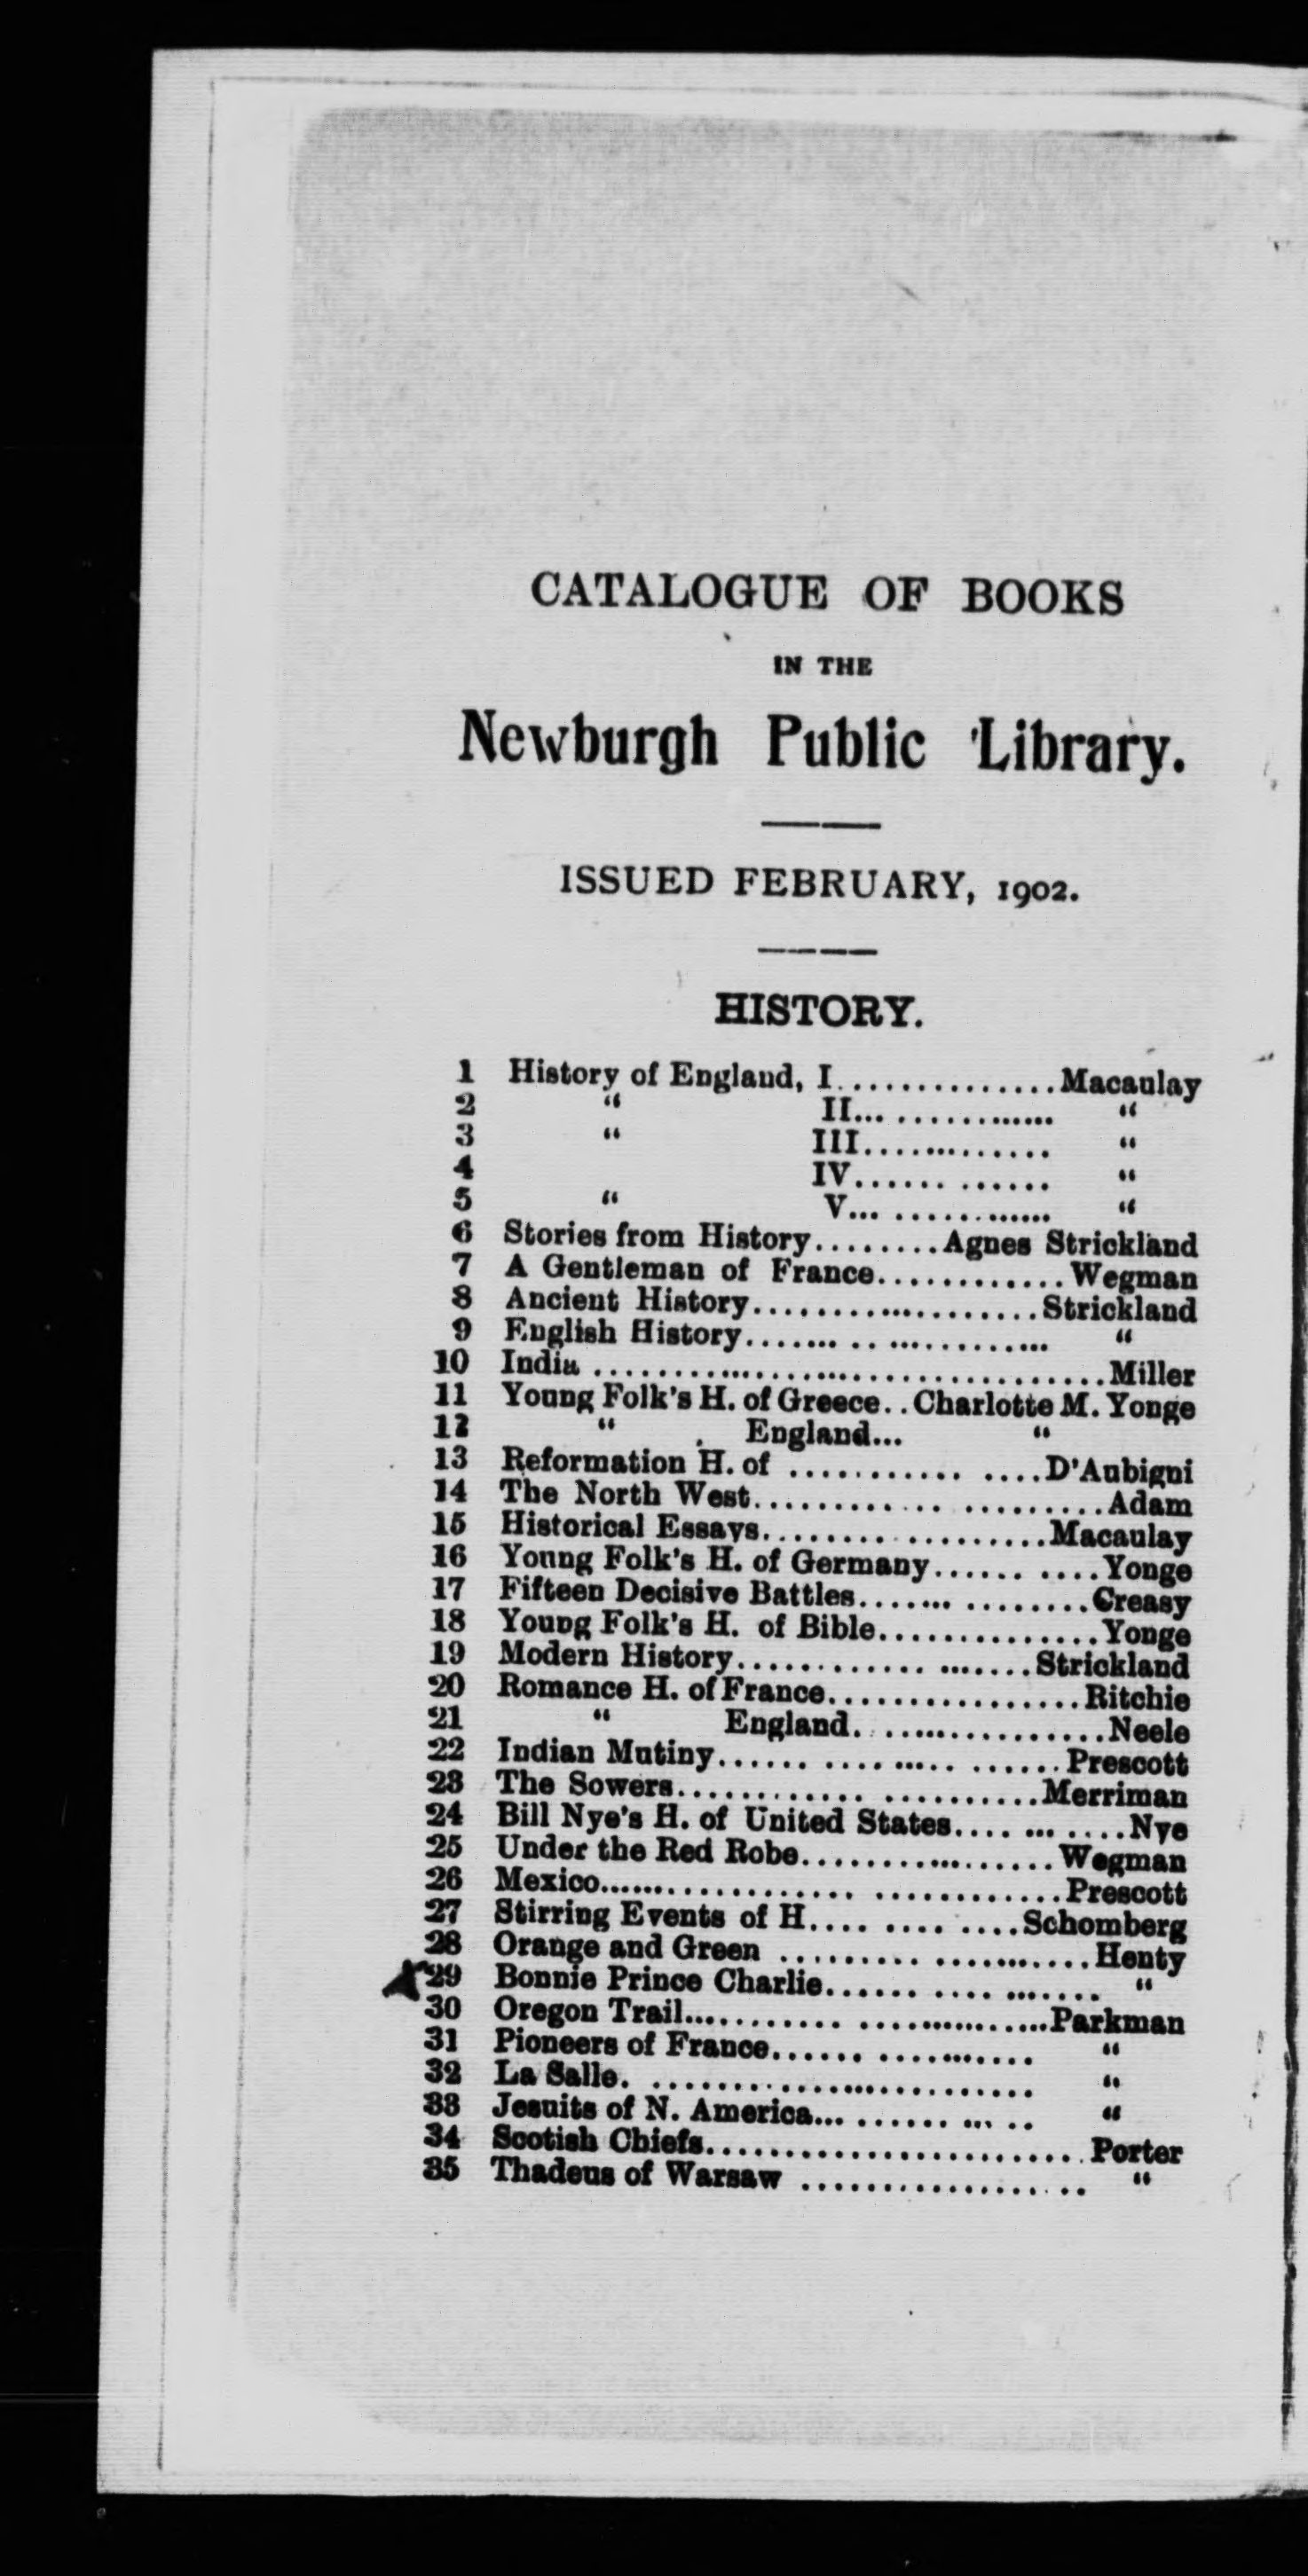 CATALOGUE OF BOOKS
IN THE
Newburgh Public Library.
ISSUED FEBRUARY, 1902.
HISTORY.
1 History of England, I..............Macaulay
2 " II............... "
3 " III............. "
4 IV............ "
5 " V............... "
6 Stories from History........Agnes Strickland
7 A Gentleman of France.............Wegman
8 Ancient History....................Strickland
9 English History.................... "
10 India ..................................Miller
11 Young Folk's H. of Greece..Charlotte M. Yonge
12 " England... "
13 Reformation H. of ...............D'Aubigni
14 The North West.......................Adam
15 Historical Essays....................Macaulay
16 Young Folk's H. of Germany..........Yonge
17 Fifteen Decisive Battles................Creasy
18 Young Folk's H. of Bible...............Yonge
19 Modern History....................Strickland
20 Romance H. of France.................Ritchie
21 " England..................Neele
22 Indian Mutiny......................Prescott
23 The Sowers.......................Merriman
24 Bill Nye's H. of United States...........Nye
25 Under the Red Robe.................Wegman
26 Mexico..............................Prescott
27 Stirring Events of H............Schomberg
28 Orange and Green .....................Henty
29 Bonnie Prince Charlie................. "
30 Oregon Trail........................Parkman
31 Pioneers of France.................. "
32 La Salle. .......................... "
33 Jesuits of N. America.............. "
34 Scotish Chiefs.........................Porter
35 Thadeus of Warsaw .................. "